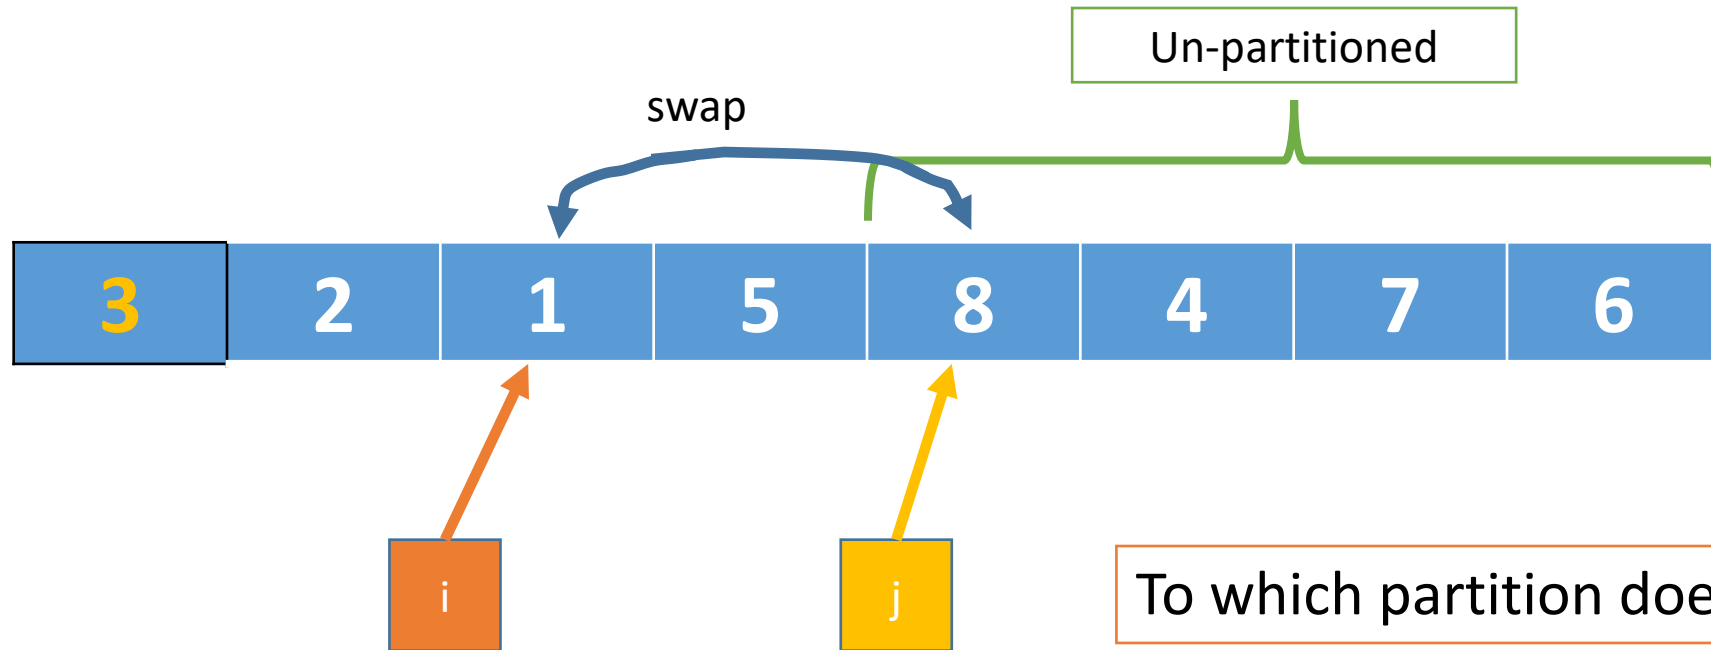 Un-partitioned
swap
3 2 1 5 8 4 7 6
i j
To which partition doe